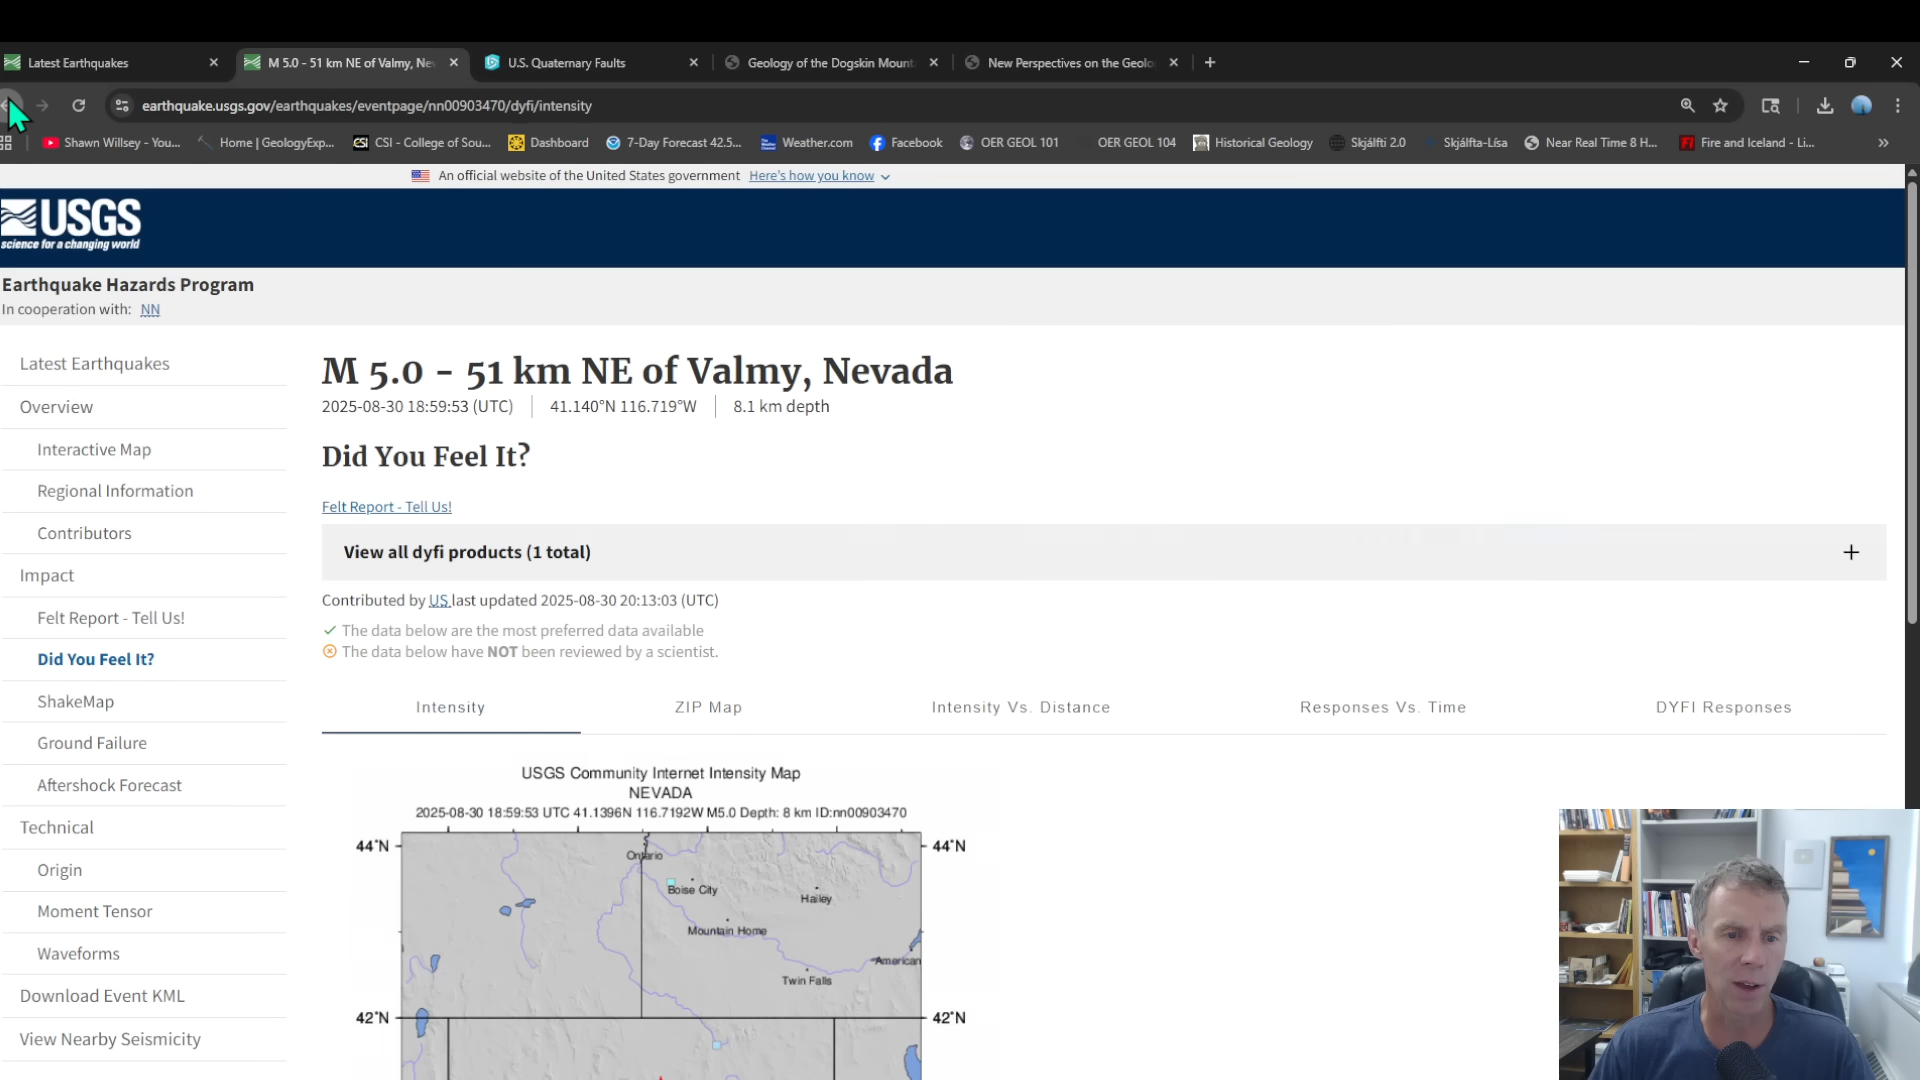 Latest Earthquakes
M 5.0 - 51 km NE of Valmy, Nev
U.S. Quaternary Faults
Geology of the Dogskin Mount
New Perspectives on the Geolo
earthquake.usgs.gov/earthquakes/eventpage/nn00903470/dyfi/intensity
Shawn Willsey - You...
Home | GeologyExp...
CSI - College of Sou...
Dashboard
7-Day Forecast 42.5...
Weather.com
Facebook
OER GEOL 101
OER GEOL 104
Historical Geology
Skjálfti 2.0
Skjálfta-Lísa
Near Real Time 8 H...
Fire and Iceland - Li...
An official website of the United States government Here's how you know
USGS
science for a changing world
Earthquake Hazards Program
In cooperation with: NN
Latest Earthquakes
Overview
Interactive Map
Regional Information
Contributors
Impact
Felt Report - Tell Us!
Did You Feel It?
ShakeMap
Ground Failure
Aftershock Forecast
Technical
Origin
Moment Tensor
Waveforms
Download Event KML
View Nearby Seismicity
M 5.0 - 51 km NE of Valmy, Nevada
2025-08-30 18:59:53 (UTC) 41.140°N 116.719°W 8.1 km depth
Did You Feel It?
Felt Report - Tell Us!
View all dyfi products (1 total) +
Contributed by US last updated 2025-08-30 20:13:03 (UTC)
✓ The data below are the most preferred data available
The data below have NOT been reviewed by a scientist.
Intensity
ZIP Map
Intensity Vs. Distance
Responses Vs. Time
DYFI Responses
USGS Community Internet Intensity Map
NEVADA
2025-08-30 18:59:53 UTC 41.1396N 116.7192W M5.0 Depth: 8 km ID:nn00903470
44°N
44°N
Ontario
Boise City
Hailey
Mountain Home
American
Twin Falls
42°N
42°N